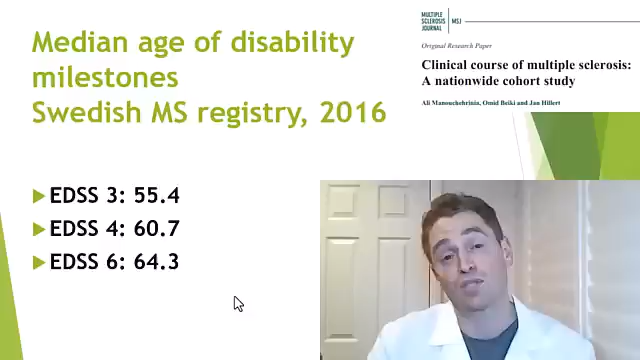 Median age of disability
milestones
Swedish MS registry, 2016
MULTIPLE
SCLEROSIS
JOURNAL
MSJ
Original Research Paper
Clinical course of multiple sclerosis:
A nationwide cohort study
Ali Manouchehrinia, Omid Beiki and Jan Hillert
EDSS 3: 55.4
EDSS 4: 60.7
EDSS 6: 64.3